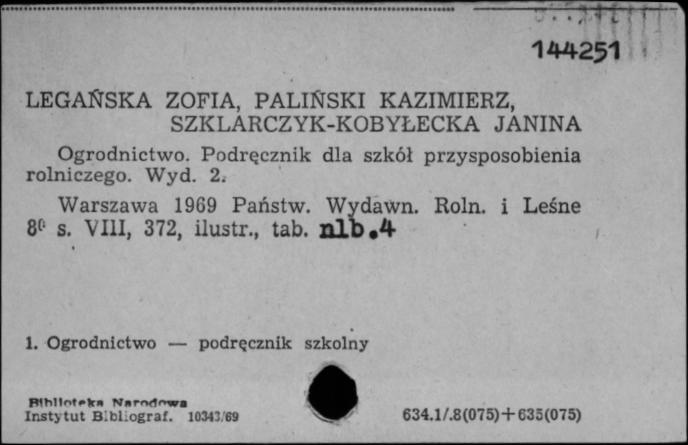 144251
LEGAŃSKA ZOFIA, PALIŃSKI KAZIMIERZ,
SZKLARCZYK-KOBYŁECKA JANINA
Ogrodnictwo. Podręcznik dla szkół przysposobienia
rolniczego. Wyd. 2.
Warszawa 1969 Państw. Wydawn. Roln. i Leśne
8⁰ s. VIII, 372, ilustr., tab. nlb.4
1. Ogrodnictwo — podręcznik szkolny
Biblioteka Narodowa
Instytut Bibliograf. 10343/69
634.1/.8(075)+635(075)